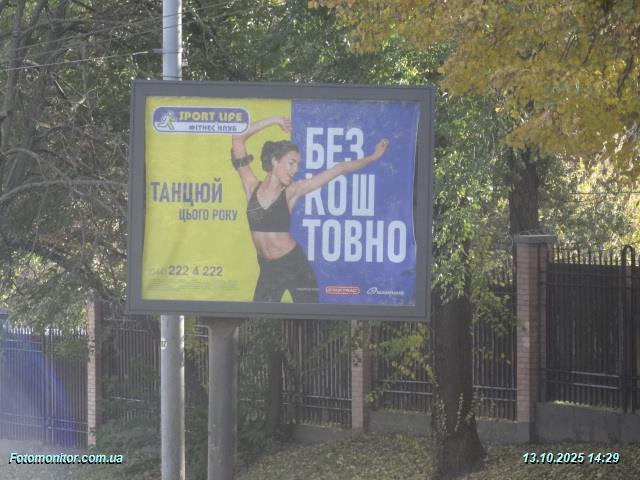 SPORT LIFE
ФІТНЕС КЛУБ
ТАНЦЮЙ
ЦЬОГО РОКУ
БЕЗ
КОШ
ТОВНО
(044) 222 4 222
Fotomonitor.com.ua
13.10.2025 14:29